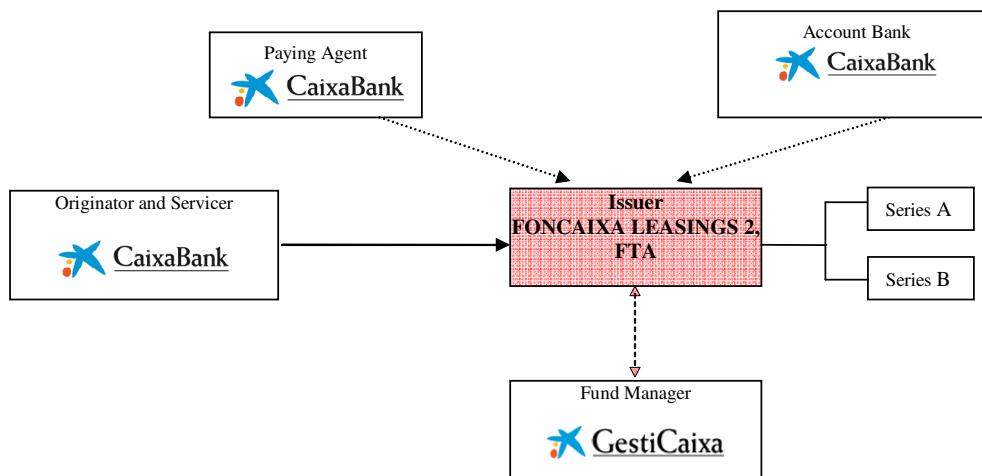 Paying Agent
CaixaBank
Account Bank
CaixaBank
Originator and Servicer
CaixaBank
Issuer
FONCAIXA LEASINGS 2,
FTA
Series A
Series B
Fund Manager
GestiCaixa